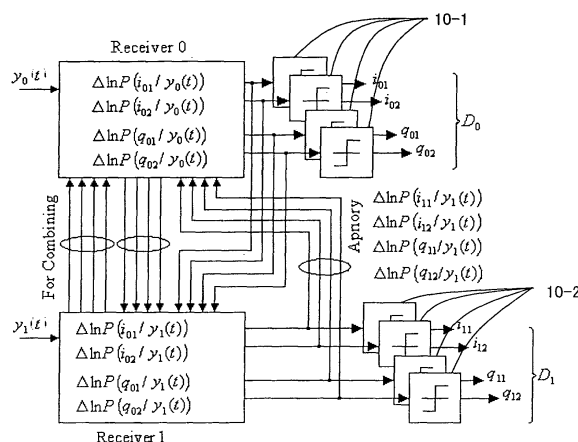 10-1
Receiver 0
y₀(t)
ΔlnP(i₀₁/y₀(t))
ΔlnP(i₀₂/y₀(t))
ΔlnP(q₀₁/y₀(t))
ΔlnP(q₀₂/y₀(t))
i₀₁
i₀₂
q₀₁
q₀₂
D₀
For Combining
Apnory
ΔlnP(i₁₁/y₁(t))
ΔlnP(i₁₂/y₁(t))
ΔlnP(q₁₁/y₁(t))
ΔlnP(q₁₂/y₁(t))
10-2
y₁(t)
ΔlnP(i₀₁/y₁(t))
ΔlnP(i₀₂/y₁(t))
ΔlnP(q₀₁/y₁(t))
ΔlnP(q₀₂/y₁(t))
i₁₁
i₁₂
q₁₁
q₁₂
D₁
Receiver 1